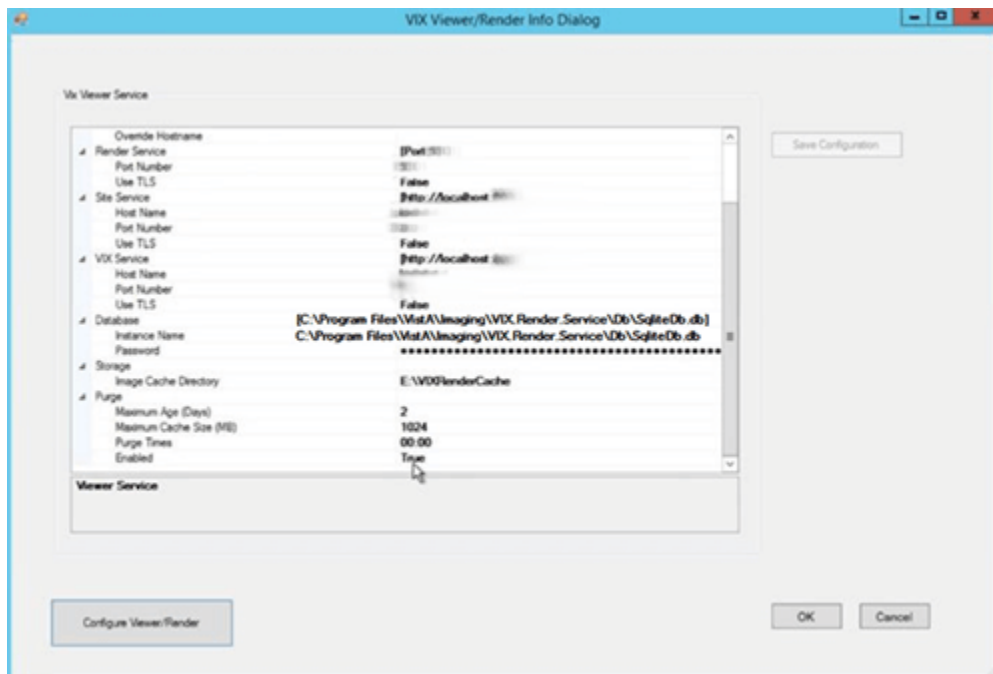 VIX Viewer/Render Info Dialog
Vix Viewer Service
Override Hostname
Save Configuration
Render Service [Port:
Port Number
Use TLS False
Site Service [http://localhost
Host Name
Port Number
Use TLS False
VIX Service [http://localhost
Host Name
Port Number
Use TLS False
Database [C:\Program Files\VistA\Imaging\VIX.Render.Service\Db\SqliteDb.db]
Instance Name C:\Program Files\VistA\Imaging\VIX.Render.Service\Db\SqliteDb.db
Password ●●●●●●●●●●●●●●●●●●●●●●●●●●●●●●●●●●●●●●●●●●
Storage
Image Cache Directory E:\VIXRenderCache
Purge
Maximum Age (Days) 2
Maximum Cache Size (MB) 1024
Purge Times 00:00
Enabled True
Viewer Service
Configure Viewer/Render
OK Cancel